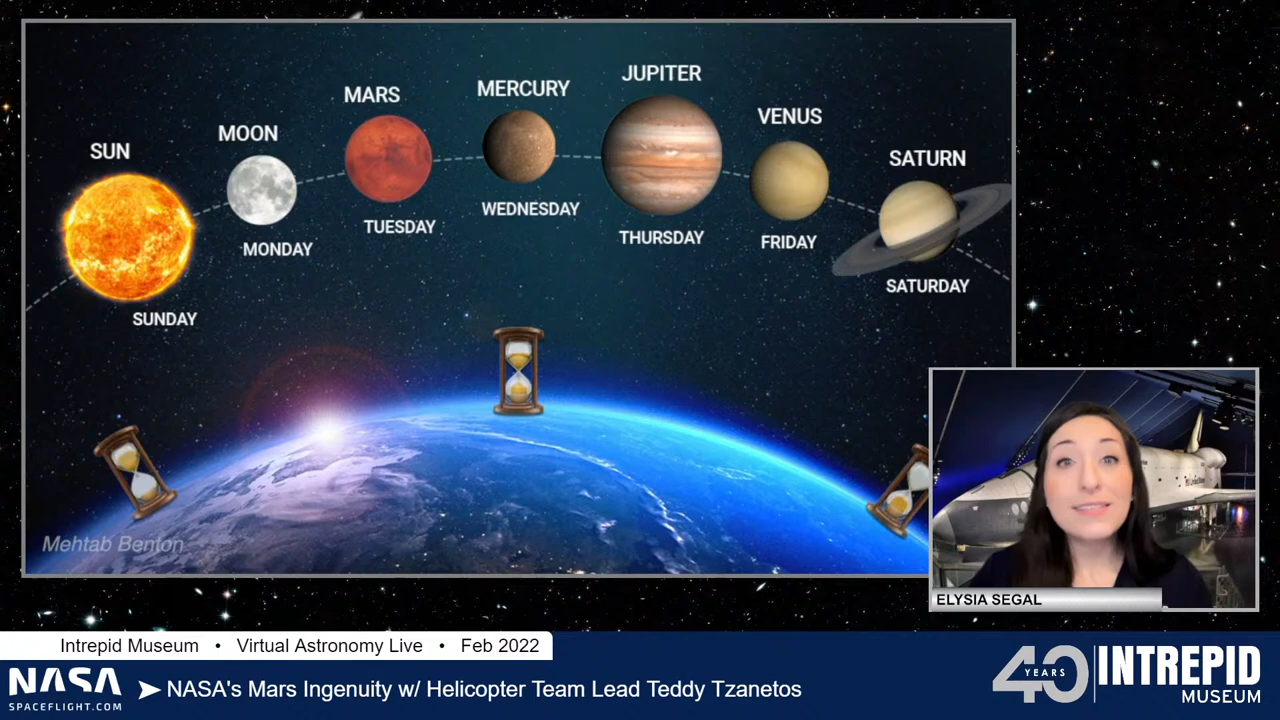 SUN
MOON
MARS
MERCURY
JUPITER
VENUS
SATURN
SUNDAY
MONDAY
TUESDAY
WEDNESDAY
THURSDAY
FRIDAY
SATURDAY
Mehtab Benton
ELYSIA SEGAL
Intrepid Museum • Virtual Astronomy Live • Feb 2022
NASA
SPACEFLIGHT.COM
NASA's Mars Ingenuity w/ Helicopter Team Lead Teddy Tzanetos
40
YEARS
INTREPID
MUSEUM